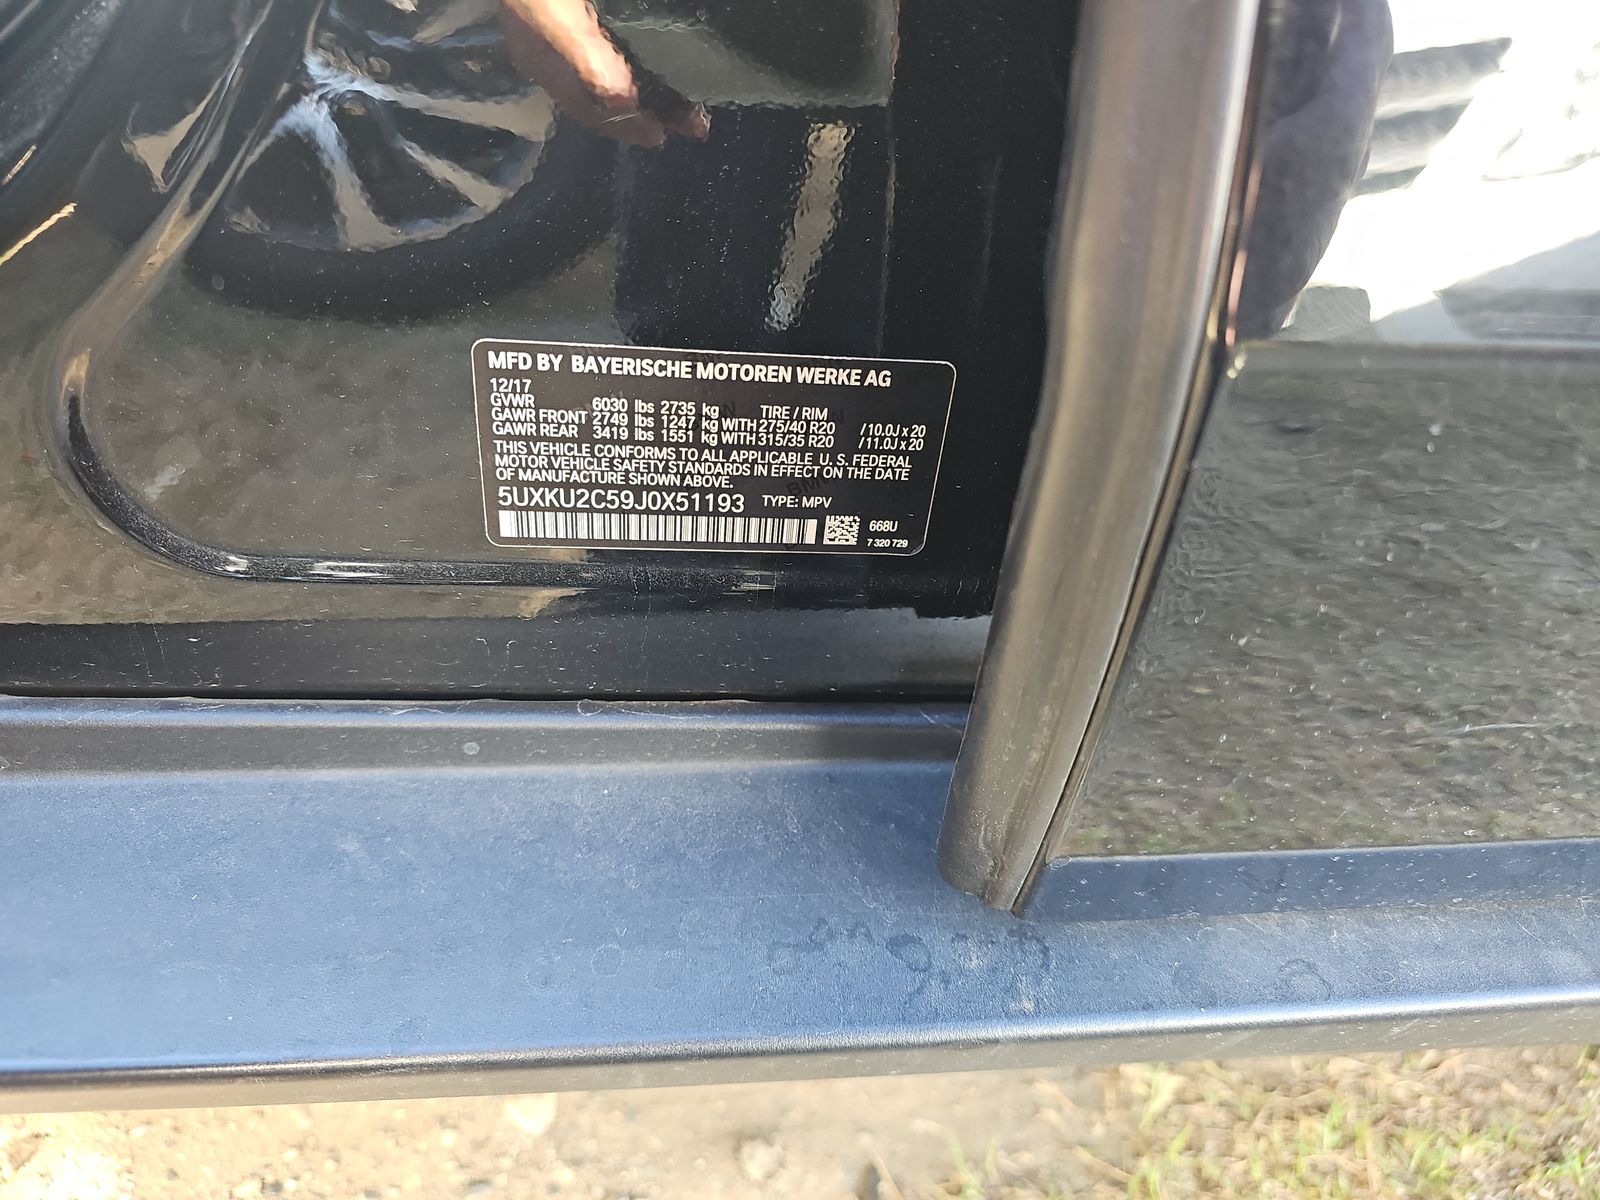 MFD BY BAYERISCHE MOTOREN WERKE AG
12/17
GVWR 6030 lbs 2735 kg TIRE / RIM
GAWR FRONT 2749 lbs 1247 kg WITH 275/40 R20 /10.0J x 20
GAWR REAR 3419 lbs 1551 kg WITH 315/35 R20 /11.0J x 20
THIS VEHICLE CONFORMS TO ALL APPLICABLE U.S. FEDERAL
MOTOR VEHICLE SAFETY STANDARDS IN EFFECT ON THE DATE
OF MANUFACTURE SHOWN ABOVE.
5UXKU2C59J0X51193 TYPE: MPV
668U
7 320 729